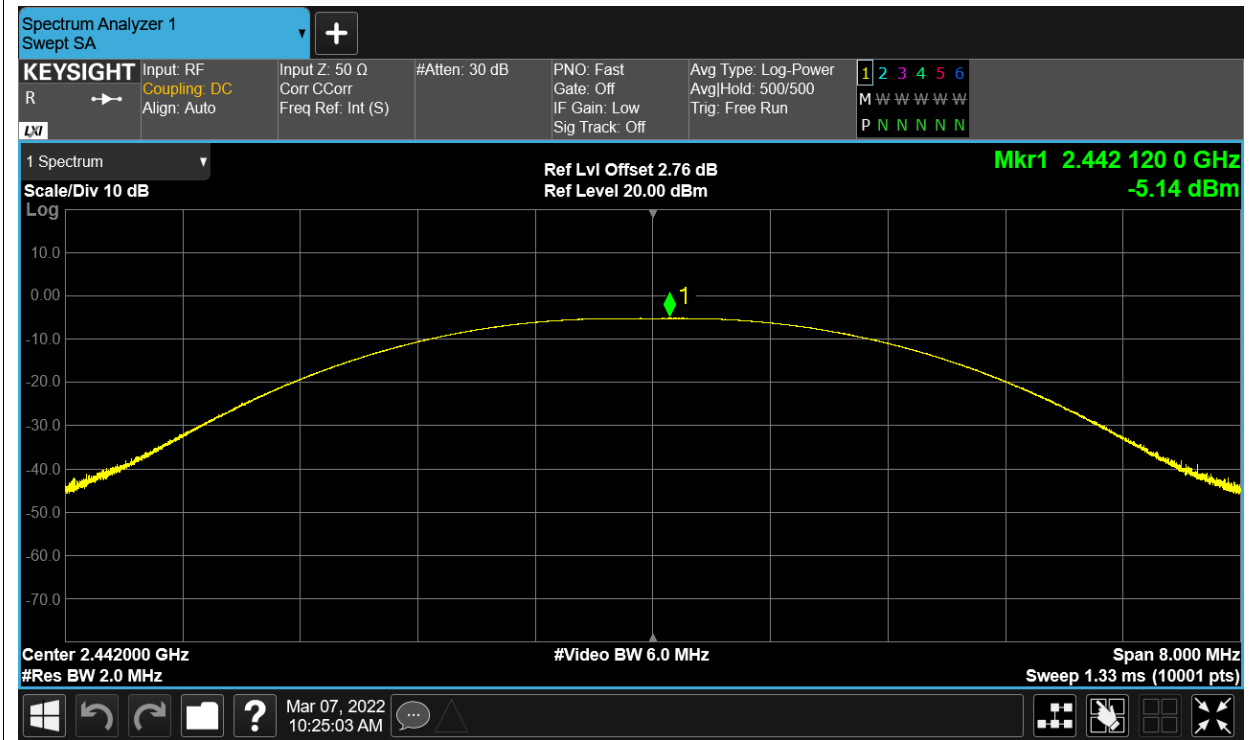 Spectrum Analyzer 1
Swept SA
KEYSIGHT
R
LXI
Input: RF
Coupling: DC
Align: Auto
Input Z: 50 Ω
Corr CCorr
Freq Ref: Int (S)
#Atten: 30 dB
PNO: Fast
Gate: Off
IF Gain: Low
Sig Track: Off
Avg Type: Log-Power
Avg|Hold: 500/500
Trig: Free Run
1 2 3 4 5 6
M W W W W W
P N N N N N
1 Spectrum
Scale/Div 10 dB
Log
Ref Lvl Offset 2.76 dB
Ref Level 20.00 dBm
Mkr1 2.442 120 0 GHz
-5.14 dBm
10.0
0.00
-10.0
-20.0
-30.0
-40.0
-50.0
-60.0
-70.0
1
Center 2.442000 GHz
#Res BW 2.0 MHz
#Video BW 6.0 MHz
Span 8.000 MHz
Sweep 1.33 ms (10001 pts)
?
Mar 07, 2022
10:25:03 AM